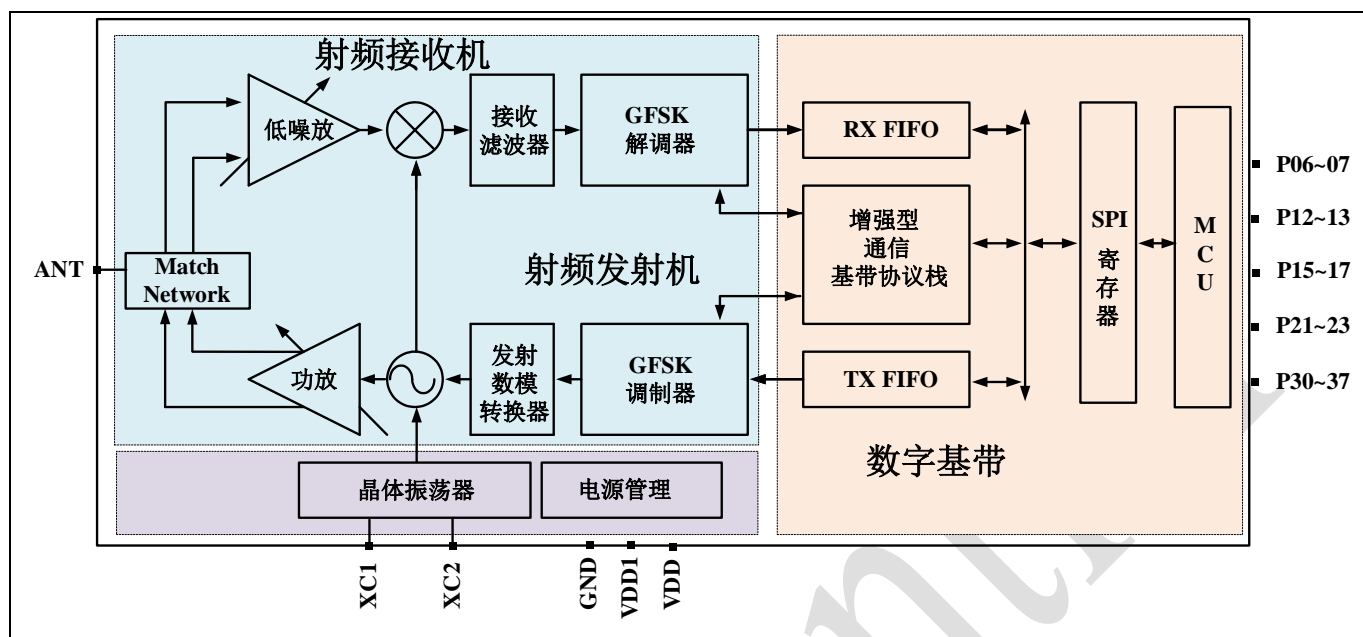 射频接收机
低噪放
接收
滤波器
GFSK
解调器
RX FIFO
增强型
通信
基带协议栈
SPI
寄
存
器
M
C
U
P06~07
P12~13
P15~17
P21~23
P30~37
ANT
Match
Network
射频发射机
功放
发射
数模
转换器
GFSK
调制器
TX FIFO
数字基带
晶体振荡器
电源管理
XC1
XC2
GND
VDD1
VDD